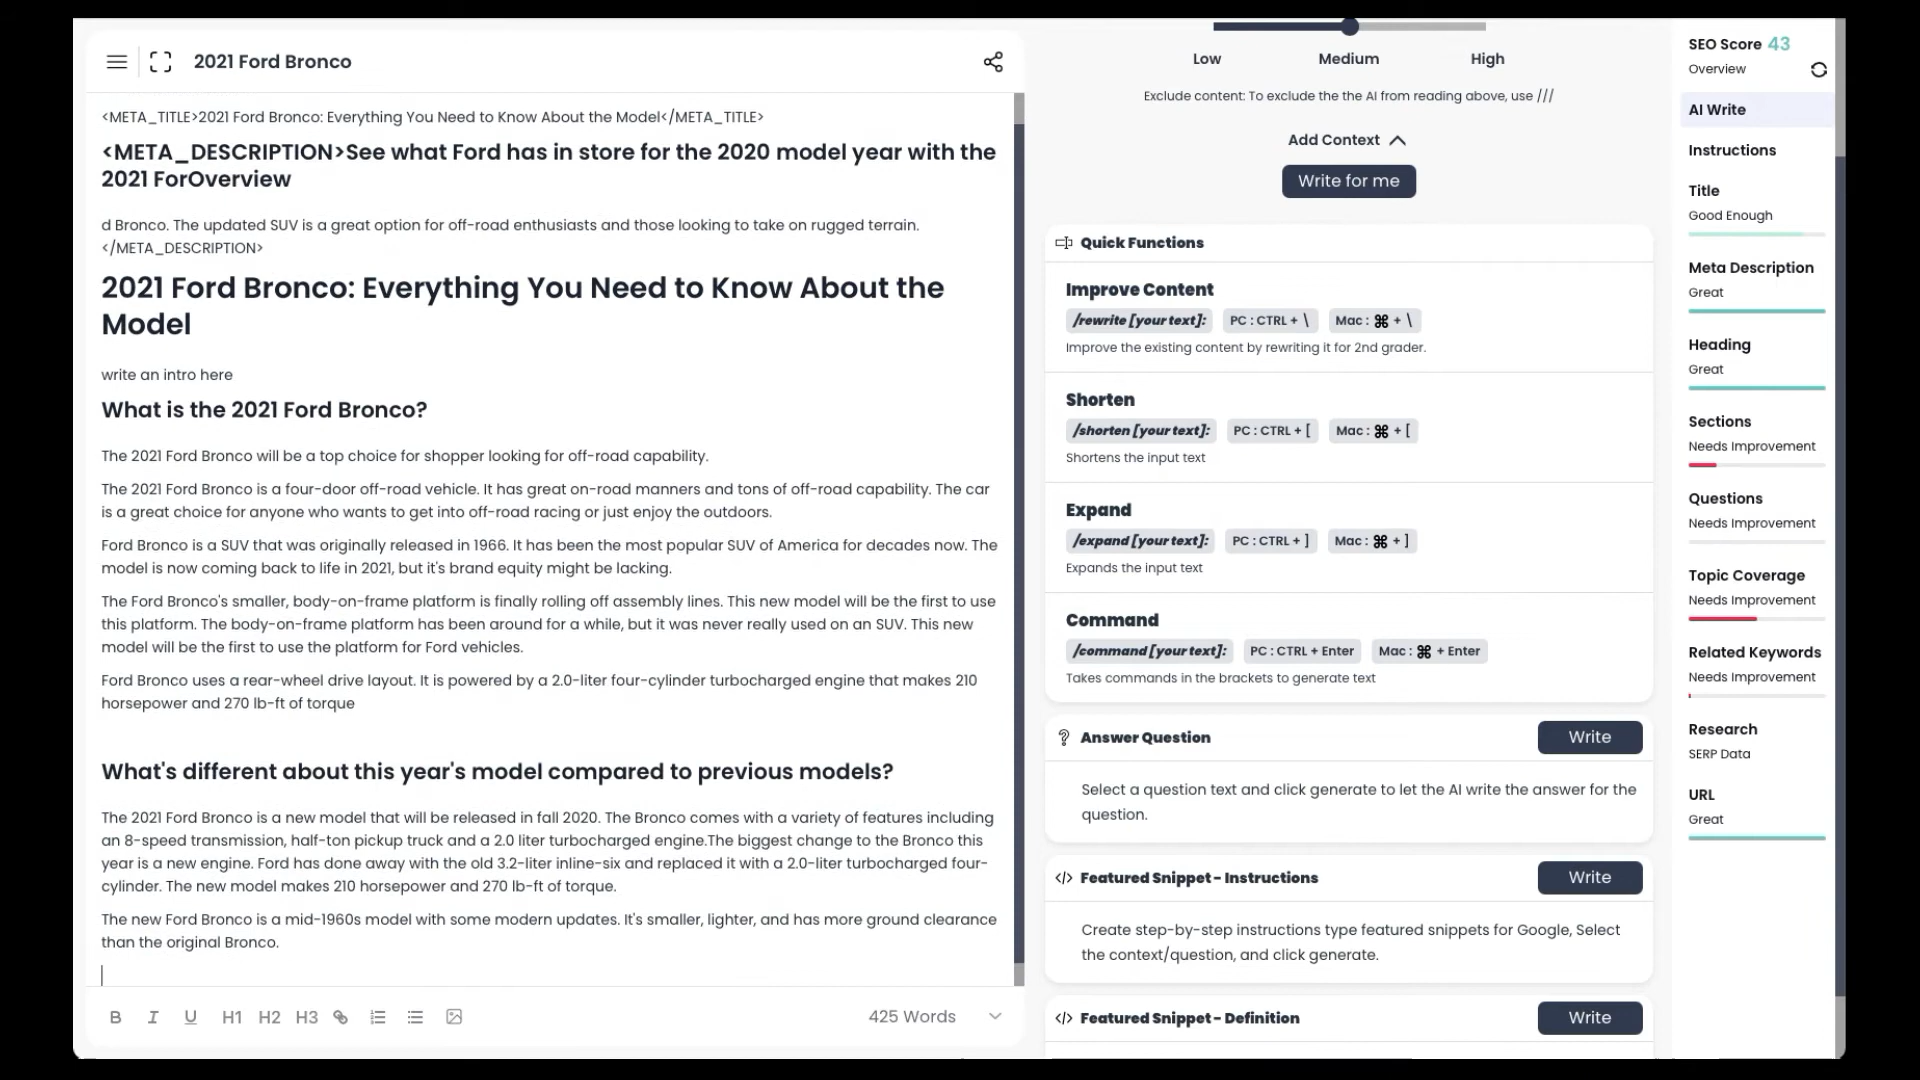 2021 Ford Bronco
<META_TITLE>2021 Ford Bronco: Everything You Need to Know About the Model</META_TITLE>
<META_DESCRIPTION>See what Ford has in store for the 2020 model year with the
2021 ForOverview
d Bronco. The updated SUV is a great option for off-road enthusiasts and those looking to take on rugged terrain.
</META_DESCRIPTION>
2021 Ford Bronco: Everything You Need to Know About the
Model
write an intro here
What is the 2021 Ford Bronco?
The 2021 Ford Bronco will be a top choice for shopper looking for off-road capability.
The 2021 Ford Bronco is a four-door off-road vehicle. It has great on-road manners and tons of off-road capability. The car
is a great choice for anyone who wants to get into off-road racing or just enjoy the outdoors.
Ford Bronco is a SUV that was originally released in 1966. It has been the most popular SUV of America for decades now. The
model is now coming back to life in 2021, but it's brand equity might be lacking.
The Ford Bronco's smaller, body-on-frame platform is finally rolling off assembly lines. This new model will be the first to use
this platform. The body-on-frame platform has been around for a while, but it was never really used on an SUV. This new
model will be the first to use the platform for Ford vehicles.
Ford Bronco uses a rear-wheel drive layout. It is powered by a 2.0-liter four-cylinder turbocharged engine that makes 210
horsepower and 270 lb-ft of torque
What's different about this year's model compared to previous models?
The 2021 Ford Bronco is a new model that will be released in fall 2020. The Bronco comes with a variety of features including
an 8-speed transmission, half-ton pickup truck and a 2.0 liter turbocharged engine.The biggest change to the Bronco this
year is a new engine. Ford has done away with the old 3.2-liter inline-six and replaced it with a 2.0-liter turbocharged four-
cylinder. The new model makes 210 horsepower and 270 lb-ft of torque.
The new Ford Bronco is a mid-1960s model with some modern updates. It's smaller, lighter, and has more ground clearance
than the original Bronco.
B I U H1 H2 H3
425 Words
Low Medium High
Exclude content: To exclude the the AI from reading above, use ///
Add Context
Write for me
Quick Functions
Improve Content
/rewrite [your text]: PC : CTRL + \ Mac : ⌘ + \
Improve the existing content by rewriting it for 2nd grader.
Shorten
/shorten [your text]: PC : CTRL + [ Mac : ⌘ + [
Shortens the input text
Expand
/expand [your text]: PC : CTRL + ] Mac : ⌘ + ]
Expands the input text
Command
/command [your text]: PC : CTRL + Enter Mac : ⌘ + Enter
Takes commands in the brackets to generate text
? Answer Question Write
Select a question text and click generate to let the AI write the answer for the
question.
</> Featured Snippet - Instructions Write
Create step-by-step instructions type featured snippets for Google, Select
the context/question, and click generate.
</> Featured Snippet - Definition Write
SEO Score 43
Overview
AI Write
Instructions
Title
Good Enough
Meta Description
Great
Heading
Great
Sections
Needs Improvement
Questions
Needs Improvement
Topic Coverage
Needs Improvement
Related Keywords
Needs Improvement
Research
SERP Data
URL
Great